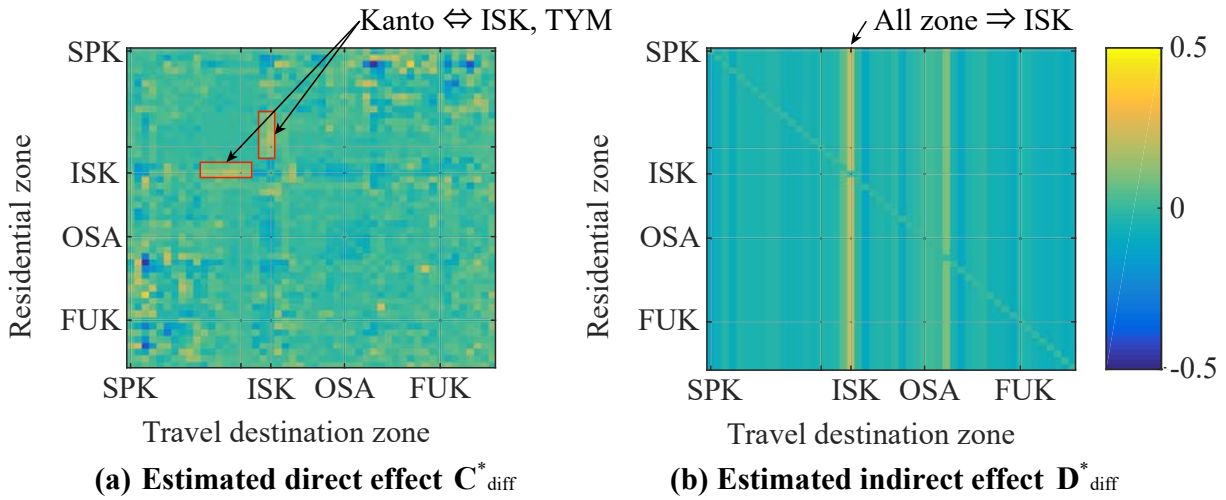 Kanto ⇔ ISK, TYM
All zone ⇒ ISK
SPK
ISK
OSA
FUK
Residential zone
SPK ISK OSA FUK
Travel destination zone
(a) Estimated direct effect C*diff
SPK
ISK
OSA
FUK
Residential zone
SPK ISK OSA FUK
Travel destination zone
(b) Estimated indirect effect D*diff
0.5
0
-0.5